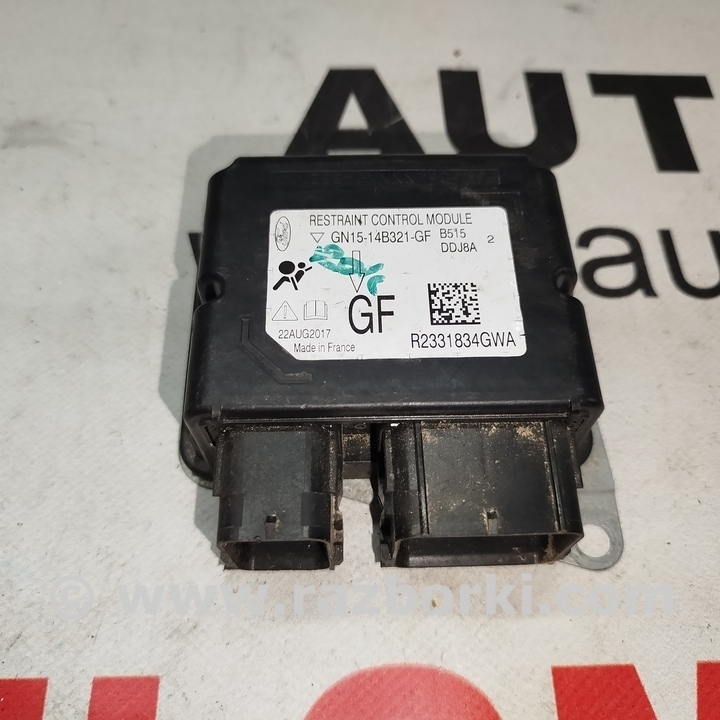 AUT
au
RESTRAINT CONTROL MODULE
GN15-14B321-GF B515
DDJ8A 2
GF
22AUG2017
Made in France
R2331834GWA
© www.razborki.com